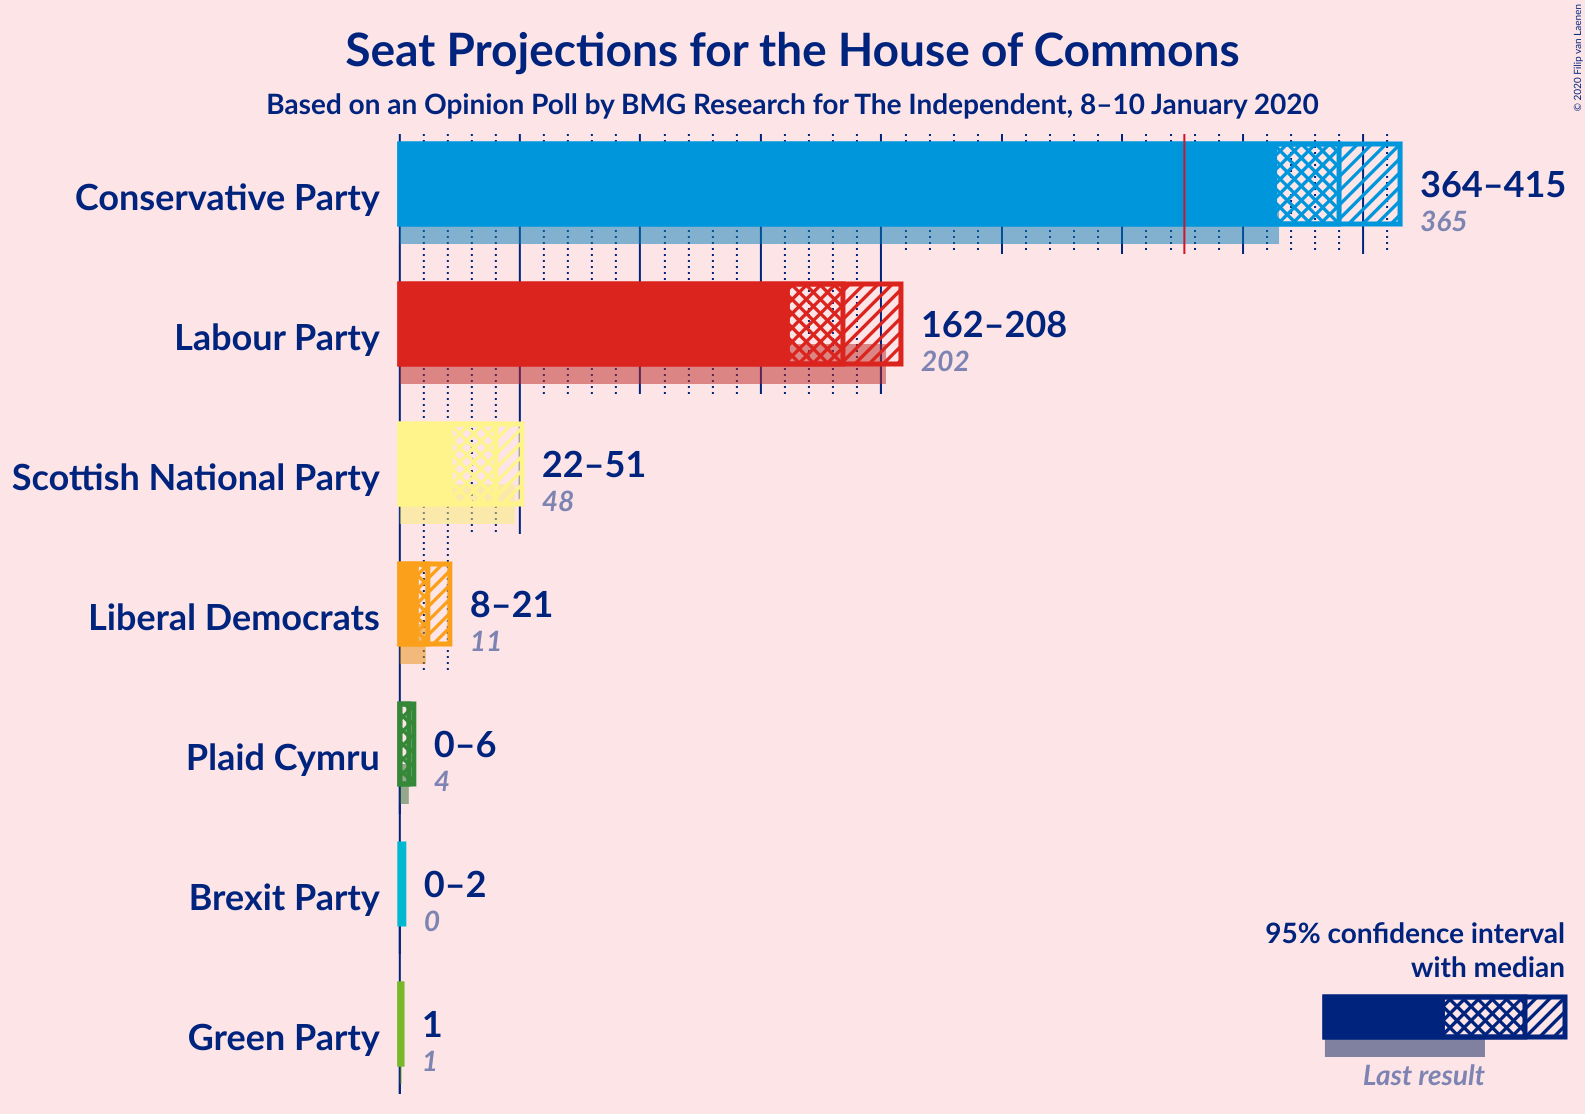 Seat Projections for the House of Commons
Based on an Opinion Poll by BMG Research for The Independent, 8–10 January 2020
© 2020 Filip van Laenen
Conservative Party
364–415
365
Labour Party
162–208
202
Scottish National Party
22–51
48
Liberal Democrats
8–21
11
Plaid Cymru
0–6
4
Brexit Party
0–2
0
Green Party
1
1
95% confidence interval
with median
Last result